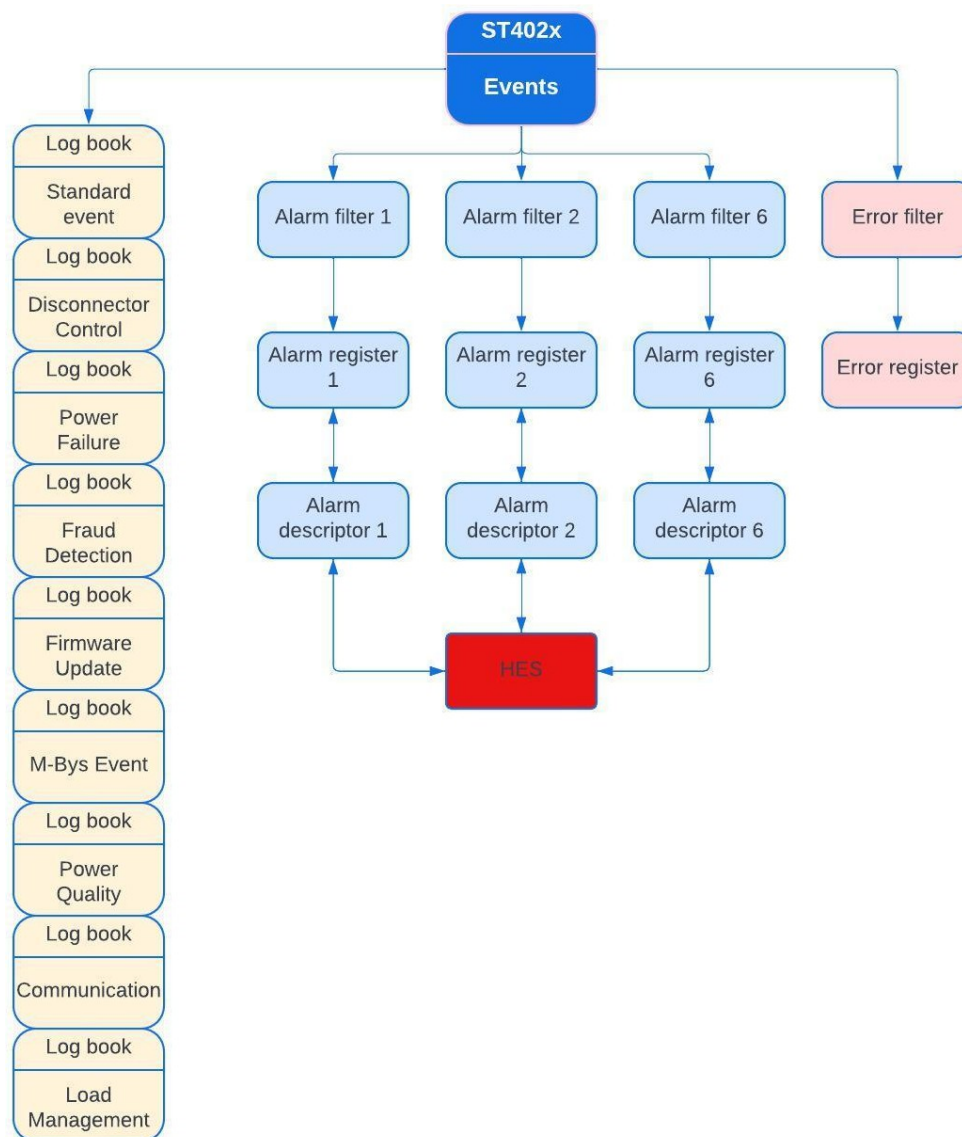 ST402x
Events
Log book
Standard
event
Log book
Disconnector
Control
Log book
Power
Failure
Log book
Fraud
Detection
Log book
Firmware
Update
Log book
M-Bys Event
Log book
Power
Quality
Log book
Communication
Log book
Load
Management
Alarm filter 1
Alarm filter 2
Alarm filter 6
Error filter
Alarm register
1
Alarm register
2
Alarm register
6
Error register
Alarm
descriptor 1
Alarm
descriptor 2
Alarm
descriptor 6
HES